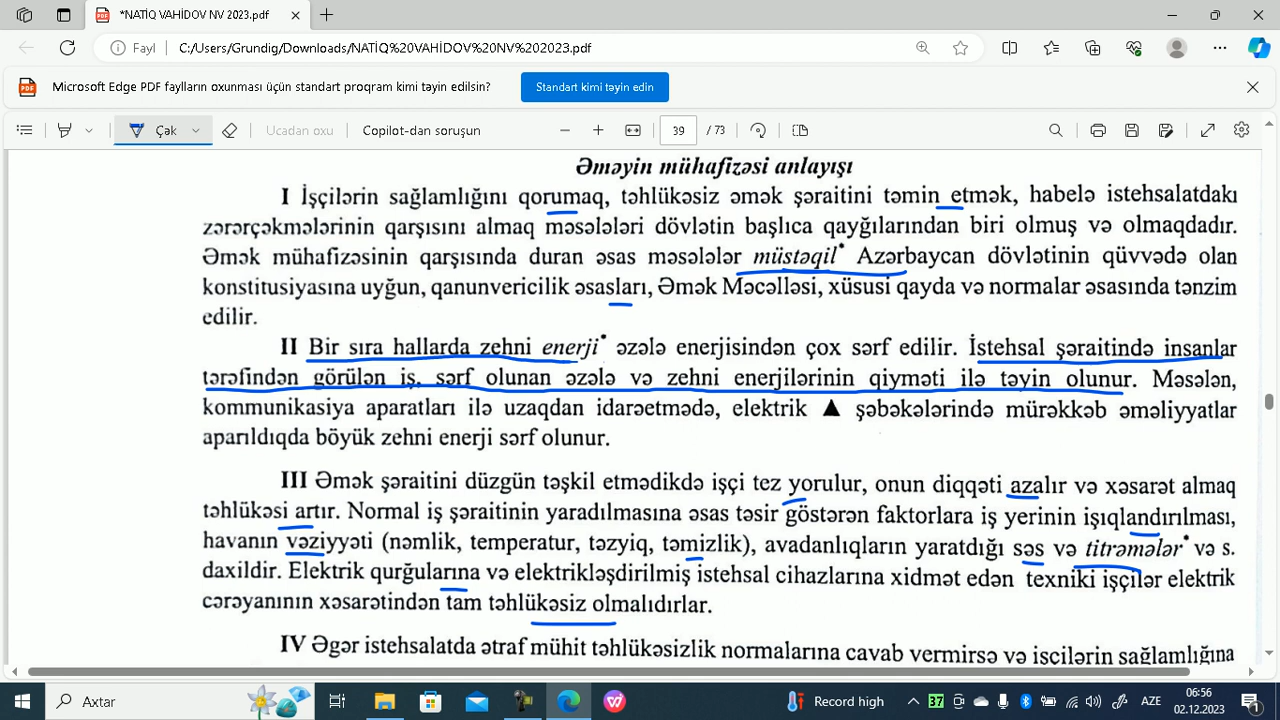 *NATİQ VAHİDOV NV 2023.pdf
Fayl C:/Users/Grundig/Downloads/NATİQ%20VAHİDOV%20NV%202023.pdf
Microsoft Edge PDF faylların oxunması üçün standart proqram kimi təyin edilsin? Standart kimi təyin edin
Çək Ucadan oxu Copilot-dan soruşun 39 / 73
Əməyin mühafizəsi anlayışı
I İşçilərin sağlamlığını qorumaq, təhlükəsiz əmək şəraitini təmin etmək, habelə istehsalatdakı
zərərçəkmələrinin qarşısını almaq məsələləri dövlətin başlıca qayğılarından biri olmuş və olmaqdadır.
Əmək mühafizəsinin qarşısında duran əsas məsələlər müstəqil* Azərbaycan dövlətinin qüvvədə olan
konstitusiyasına uyğun, qanunvericilik əsasları, Əmək Məcəlləsi, xüsusi qayda və normalar əsasında tənzim
edilir.
II Bir sıra hallarda zehni enerji* əzələ enerjisindən çox sərf edilir. İstehsal şəraitində insanlar
tərəfindən görülən iş, sərf olunan əzələ və zehni enerjilərinin qiyməti ilə təyin olunur. Məsələn,
kommunikasiya aparatları ilə uzaqdan idarəetmədə, elektrik ▲ şəbəkələrində mürəkkəb əməliyyatlar
aparıldıqda böyük zehni enerji sərf olunur.
III Əmək şəraitini düzgün təşkil etmədikdə işçi tez yorulur, onun diqqəti azalır və xəsarət almaq
təhlükəsi artır. Normal iş şəraitinin yaradılmasına əsas təsir göstərən faktorlara iş yerinin işıqlandırılması,
havanın vəziyyəti (nəmlik, temperatur, təzyiq, təmizlik), avadanlıqların yaratdığı səs və titrəmələr* və s.
daxildir. Elektrik qurğularına və elektrikləşdirilmiş istehsal cihazlarına xidmət edən texniki işçilər elektrik
cərəyanının xəsarətindən tam təhlükəsiz olmalıdırlar.
IV Əgər istehsalatda ətraf mühit təhlükəsizlik normalarına cavab vermirsə və işçilərin sağlamlığına
Axtar Record high 37 AZE 06:56
02.12.2023 1